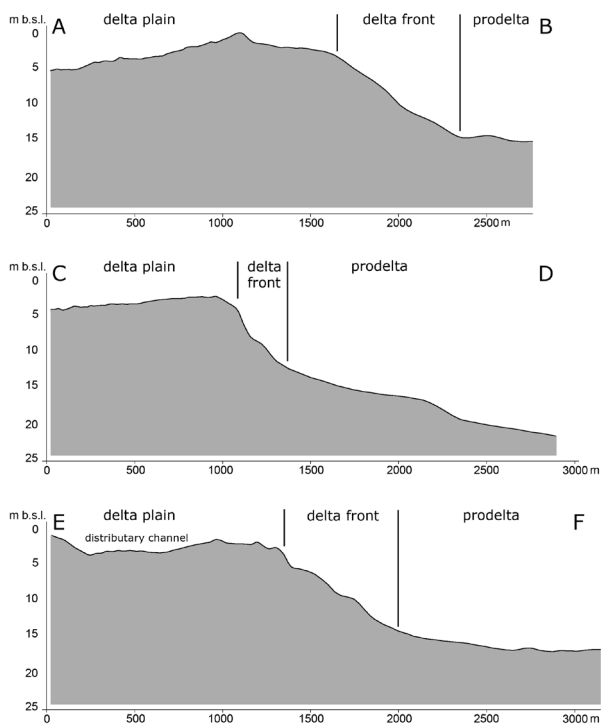 m b.s.l. A delta plain delta front prodelta B
0
5
10
15
20
25
0 500 1000 1500 2000 2500 m
m b.s.l. C delta plain delta front prodelta D
0
5
10
15
20
25
0 500 1000 1500 2000 2500 3000 m
m b.s.l. E delta plain delta front prodelta F
0
distributary channel
5
10
15
20
25
0 500 1000 1500 2000 2500 3000 m